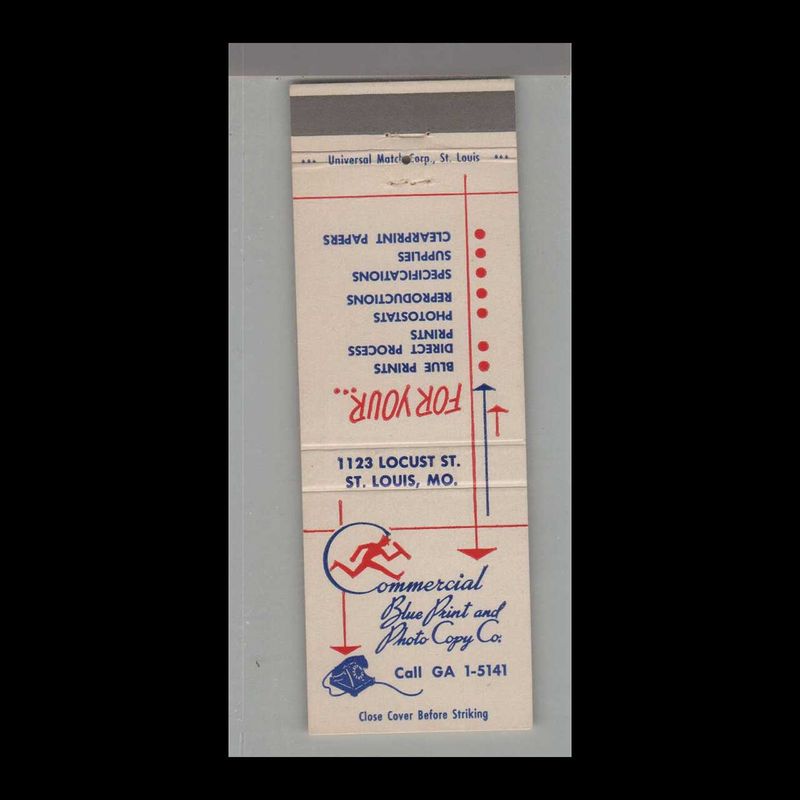 ••• Universal Match Corp., St. Louis •••
FOR YOUR...
BLUE PRINTS
DIRECT PROCESS
PRINTS
PHOTOSTATS
REPRODUCTIONS
SPECIFICATIONS
SUPPLIES
CLEARPRINT PAPERS
1123 LOCUST ST.
ST. LOUIS, MO.
Commercial
Blue Print and
Photo Copy Co.
Call GA 1-5141
Close Cover Before Striking